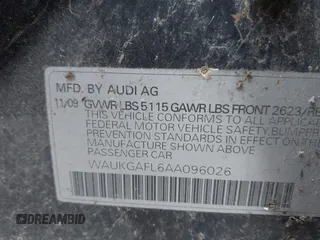 MFD. BY AUDI AG
11/09 GVWR LBS 5115 GAWR LBS FRONT 2623/RE
THIS VEHICLE CONFORMS TO ALL APPLICA
FEDERAL MOTOR VEHICLE SAFETY, BUMPER
PREVENTION STANDARDS IN EFFECT ON
MANUFACTURE SHOWN ABOVE
PASSENGER CAR
WAUKGAFL6AA096026
DREAMBID